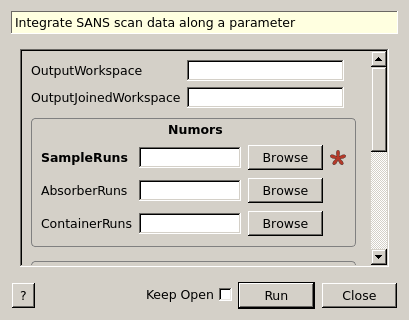 Integrate SANS scan data along a parameter
OutputWorkspace
OutputJoinedWorkspace
Numors
SampleRuns Browse
AbsorberRuns Browse
ContainerRuns Browse
? Keep Open Run Close